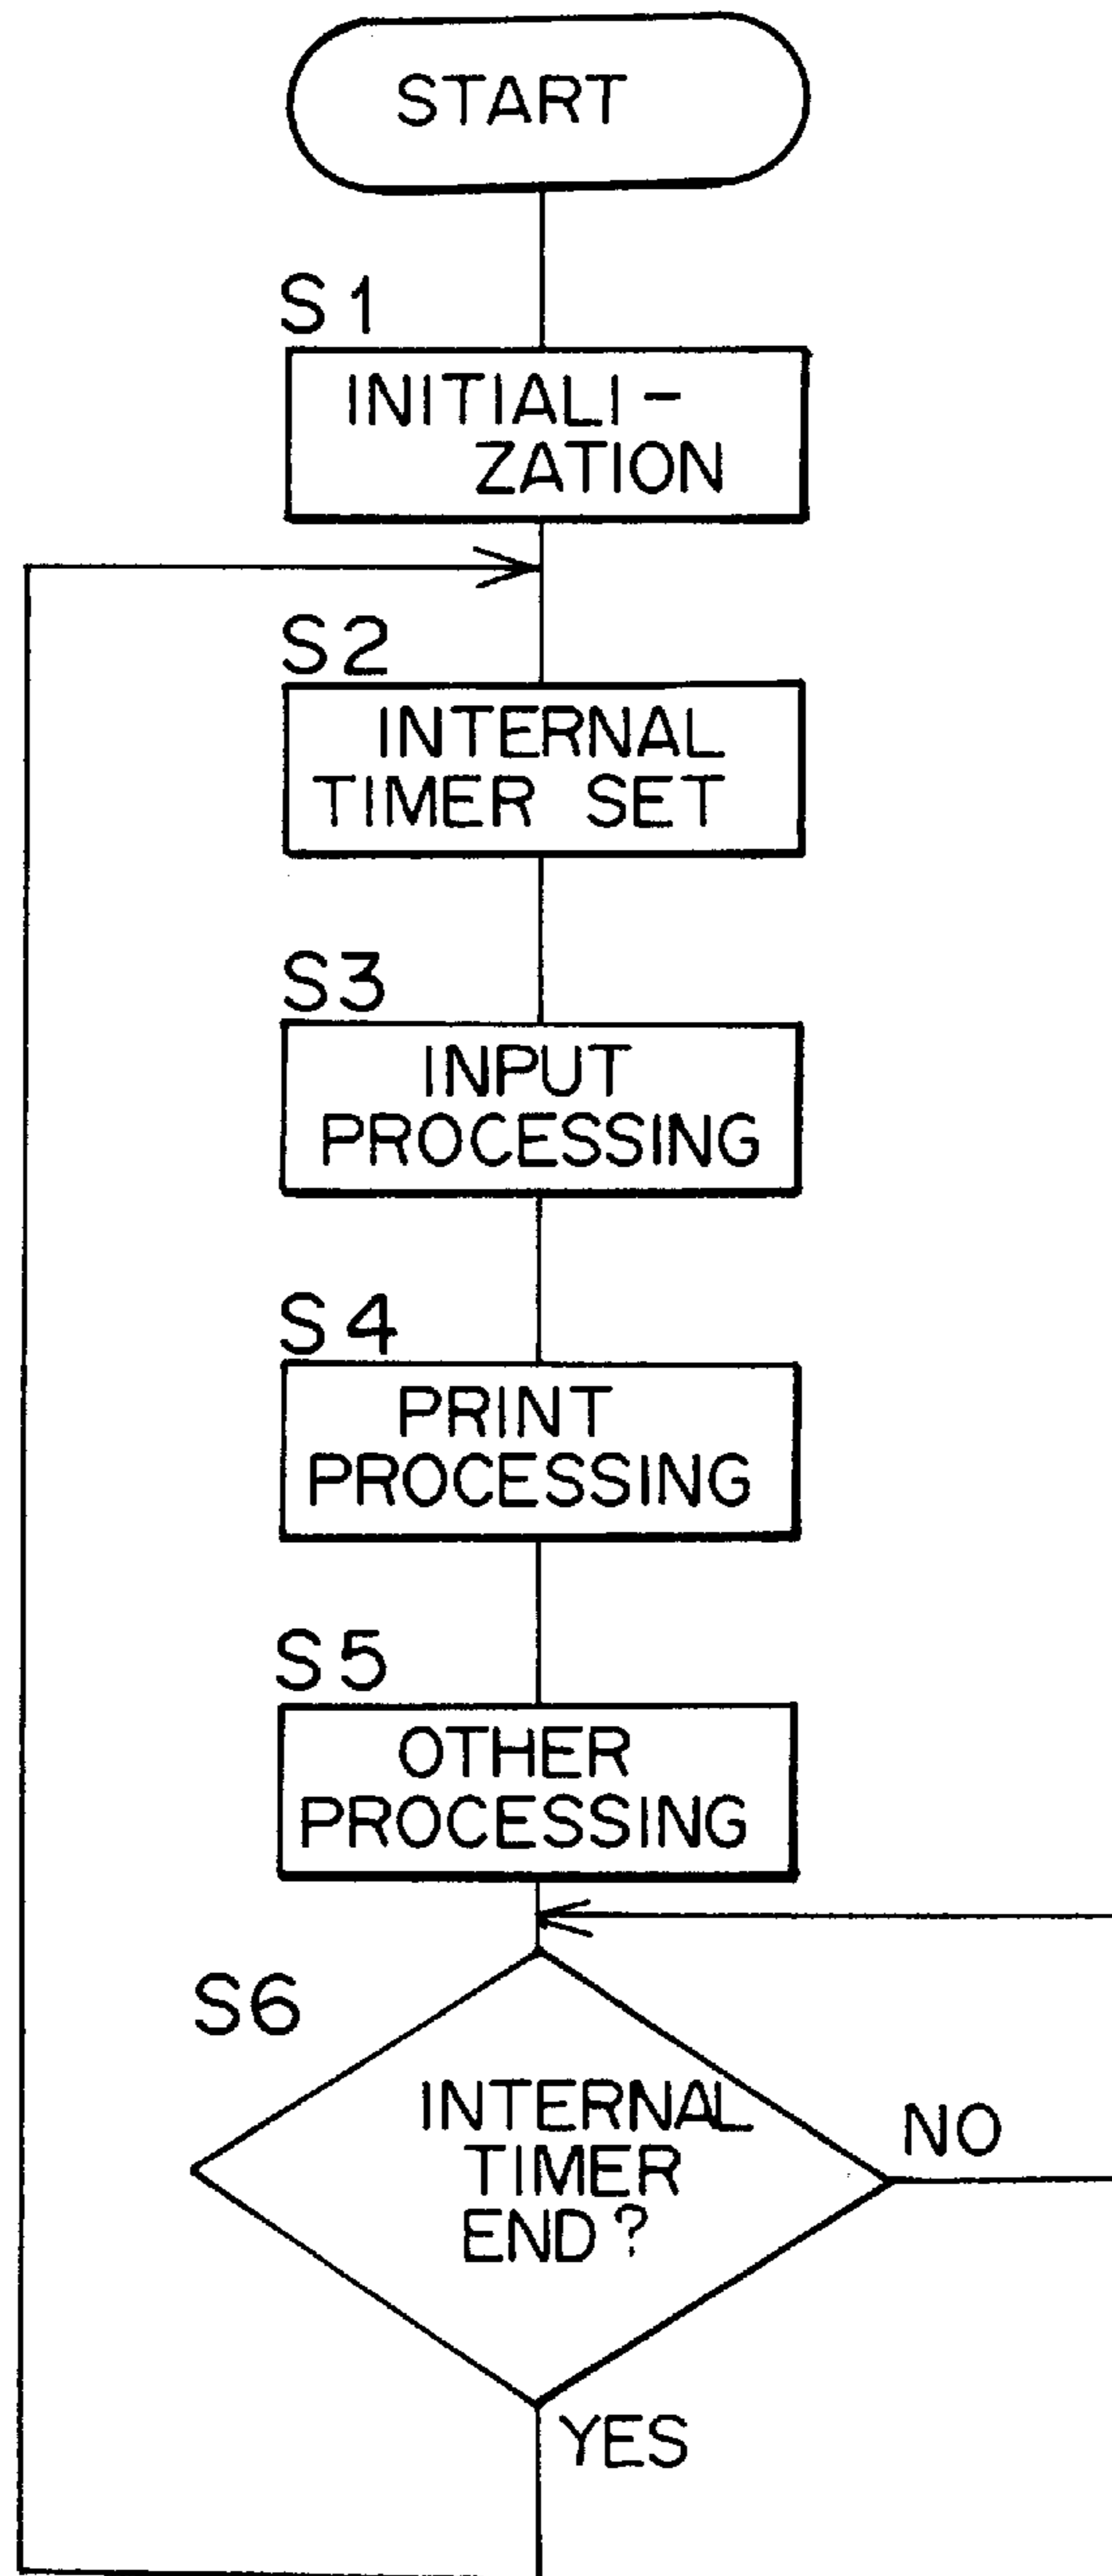 START
S1
INITIALI-
ZATION
S2
INTERNAL
TIMER SET
S3
INPUT
PROCESSING
S4
PRINT
PROCESSING
S5
OTHER
PROCESSING
S6
INTERNAL
TIMER
END?
NO
YES